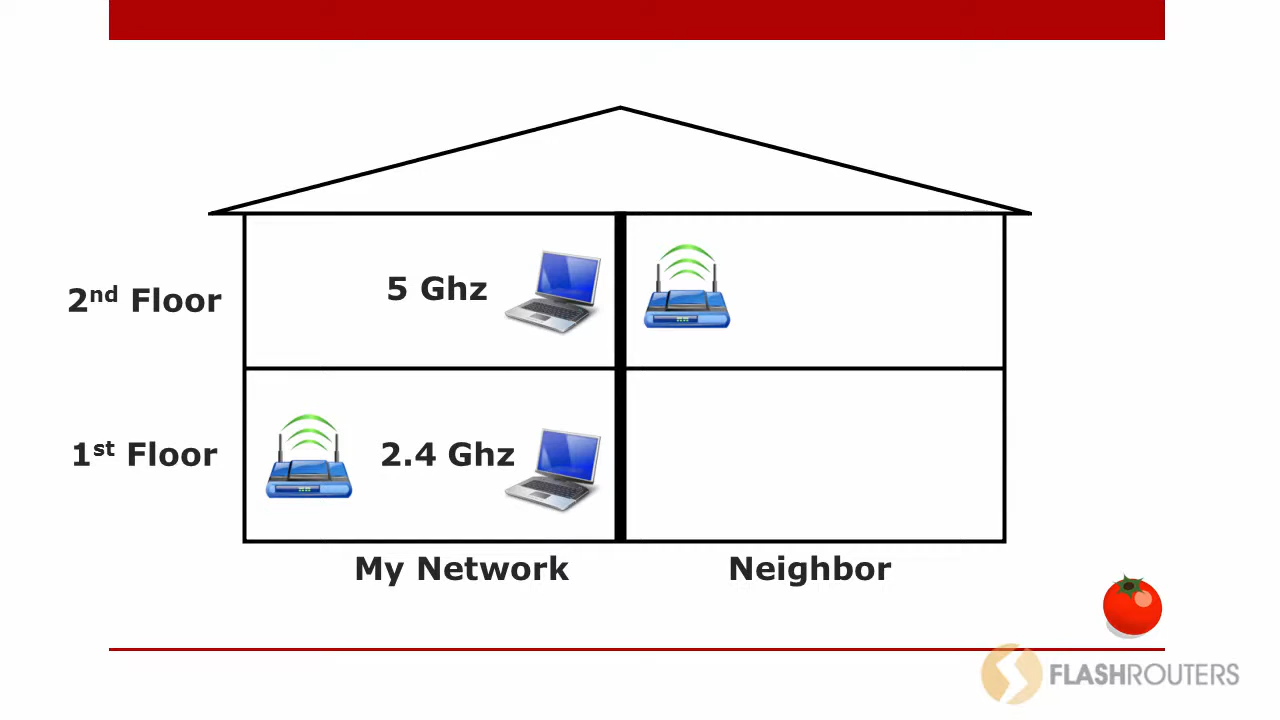 2nd Floor
5 Ghz
1st Floor
2.4 Ghz
My Network
Neighbor
FLASHROUTERS